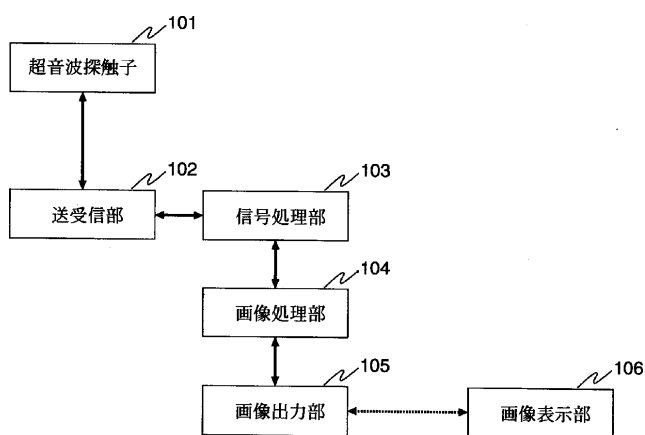 101
超音波探触子
102
送受信部
103
信号処理部
104
画像処理部
105
画像出力部
106
画像表示部